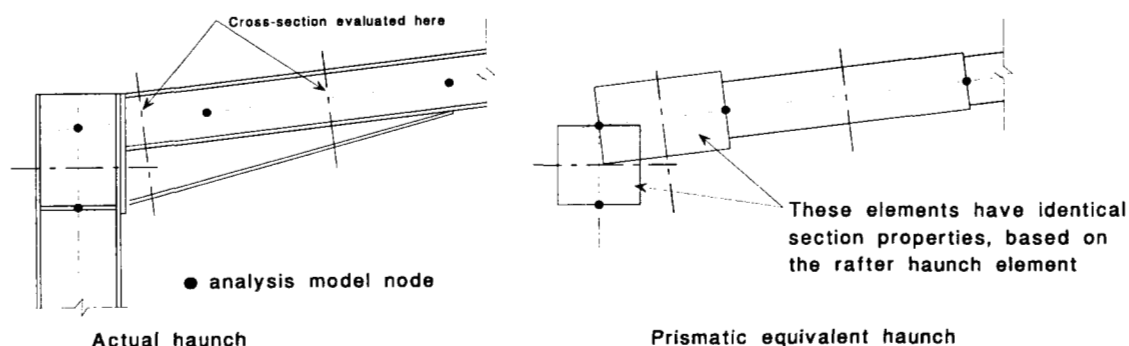 Cross-section evaluated here
These elements have identical
section properties, based on
the rafter haunch element
analysis model node
Actual haunch
Prismatic equivalent haunch